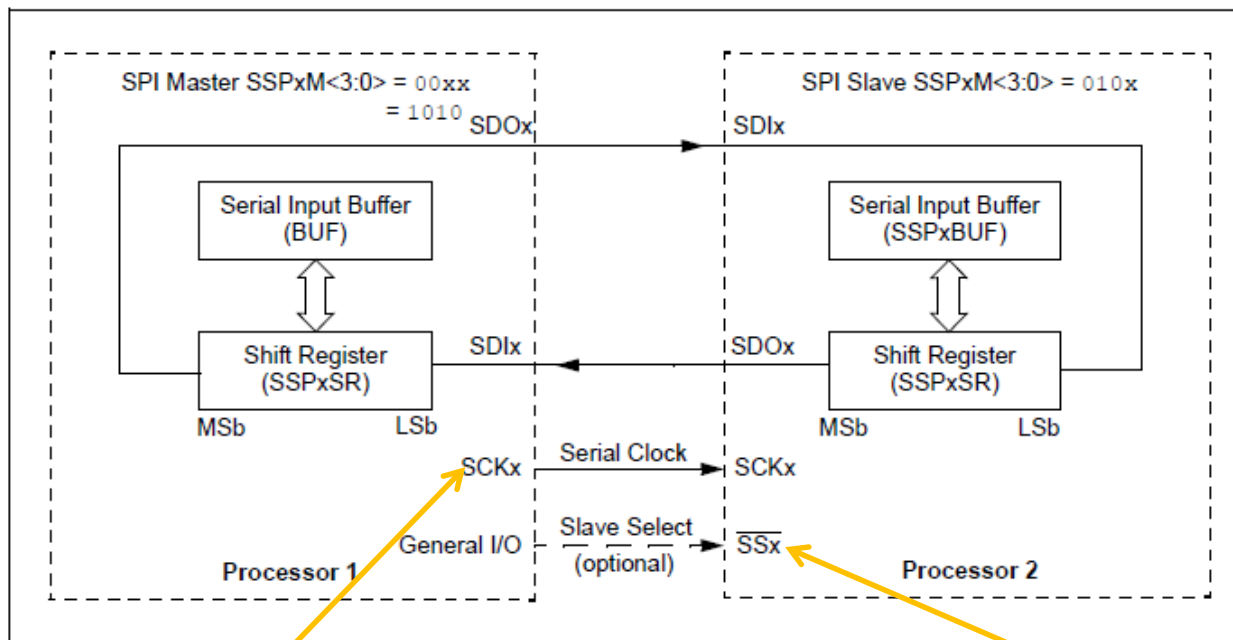 SPI Master SSPxM<3:0> = 00xx
= 1010
SDOx
Serial Input Buffer
(BUF)
Shift Register
(SSPxSR)
MSb
LSb
SDIx
SCKx
General I/O
Processor 1
Serial Clock
Slave Select
(optional)
SPI Slave SSPxM<3:0> = 010x
SDIx
Serial Input Buffer
(SSPxBUF)
SDOx
Shift Register
(SSPxSR)
MSb
LSb
SCKx
SSx
Processor 2